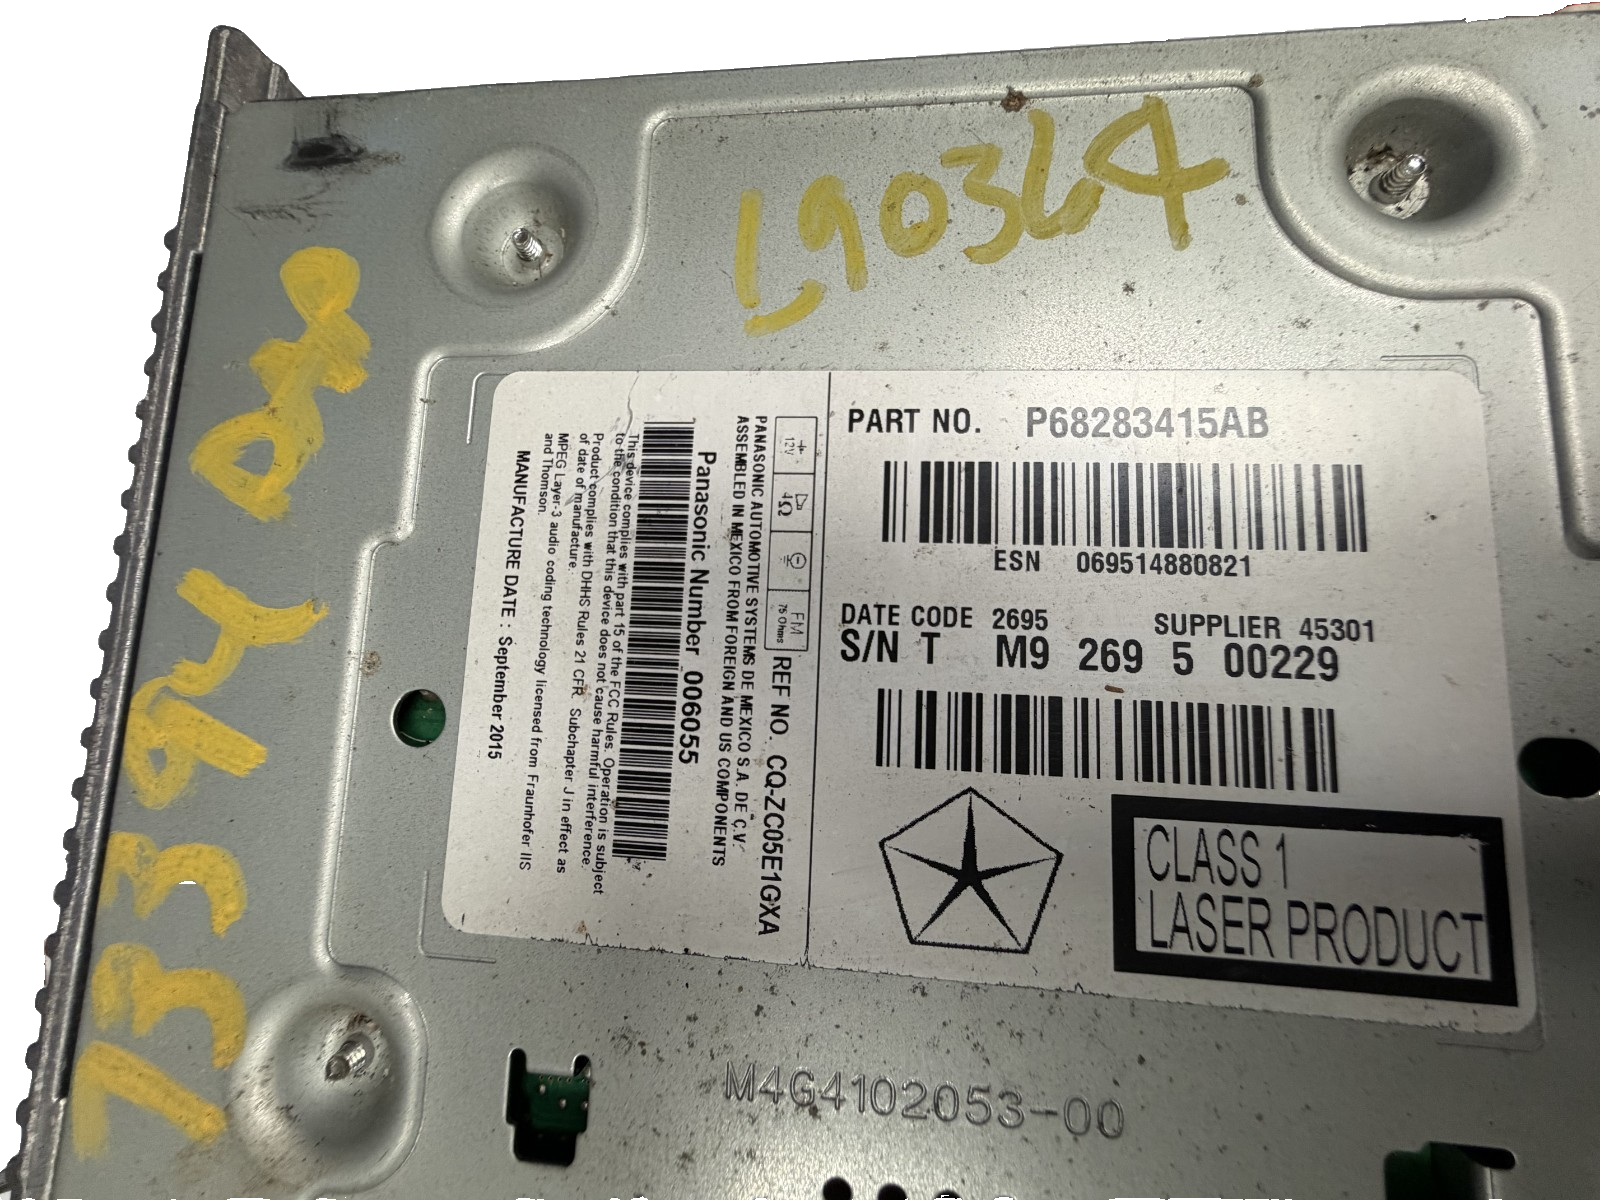 L90364
PART NO. P68283415AB
ESN 069514880821
DATE CODE 2695 SUPPLIER 45301
S/N T M9 269 5 00229
CLASS 1
LASER PRODUCT
12V
4Ω
FM
75 Ohms
REF NO. CQ-ZC05E1GXA
PANASONIC AUTOMOTIVE SYSTEMS DE MEXICO S.A. DE C.V.
ASSEMBLED IN MEXICO FROM FOREIGN AND US COMPONENTS
Panasonic Number 006055
This device complies with part 15 of the FCC Rules. Operation is subject
to the condition that this device does not cause harmful interference.
Product complies with DHHS Rules 21 CFR Subchapter J in effect as
of date of manufacture.
MPEG Layer-3 audio coding technology licensed from Fraunhofer IIS
and Thomson.
MANUFACTURE DATE : September 2015
M4G4102053-00